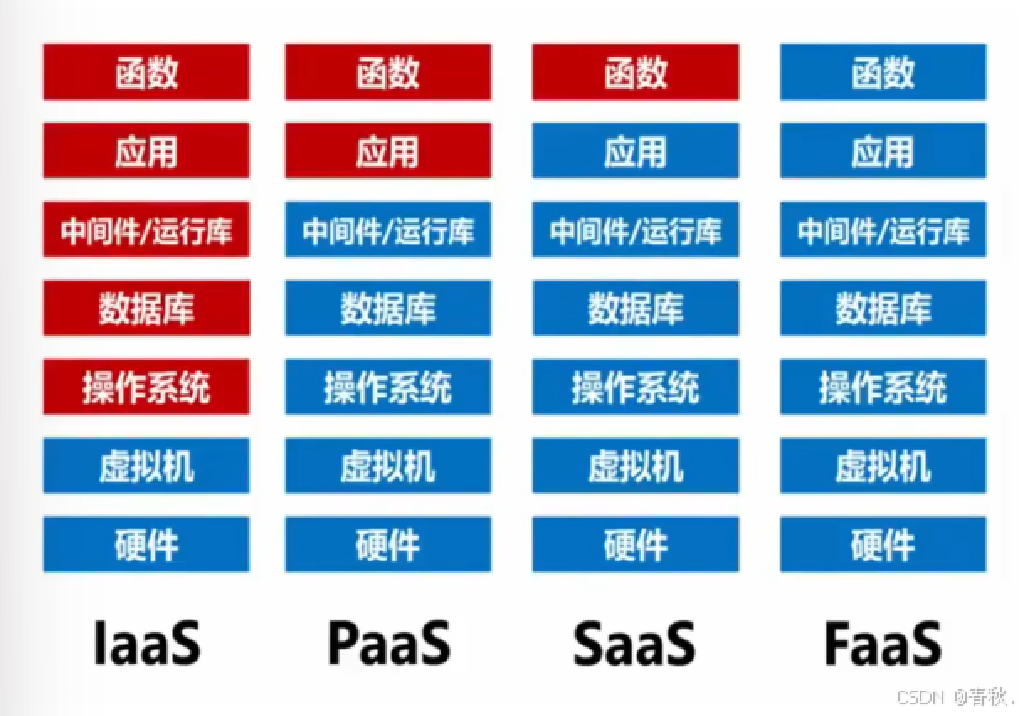 函数 函数 函数 函数
应用 应用 应用 应用
中间件/运行库 中间件/运行库 中间件/运行库 中间件/运行库
数据库 数据库 数据库 数据库
操作系统 操作系统 操作系统 操作系统
虚拟机 虚拟机 虚拟机 虚拟机
硬件 硬件 硬件 硬件
IaaS PaaS SaaS FaaS
CSDN @春秋.